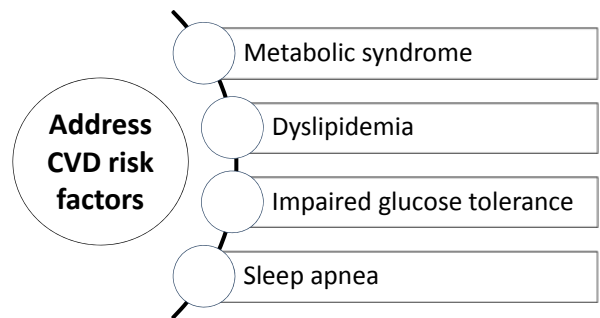 Address
CVD risk
factors
Metabolic syndrome
Dyslipidemia
Impaired glucose tolerance
Sleep apnea